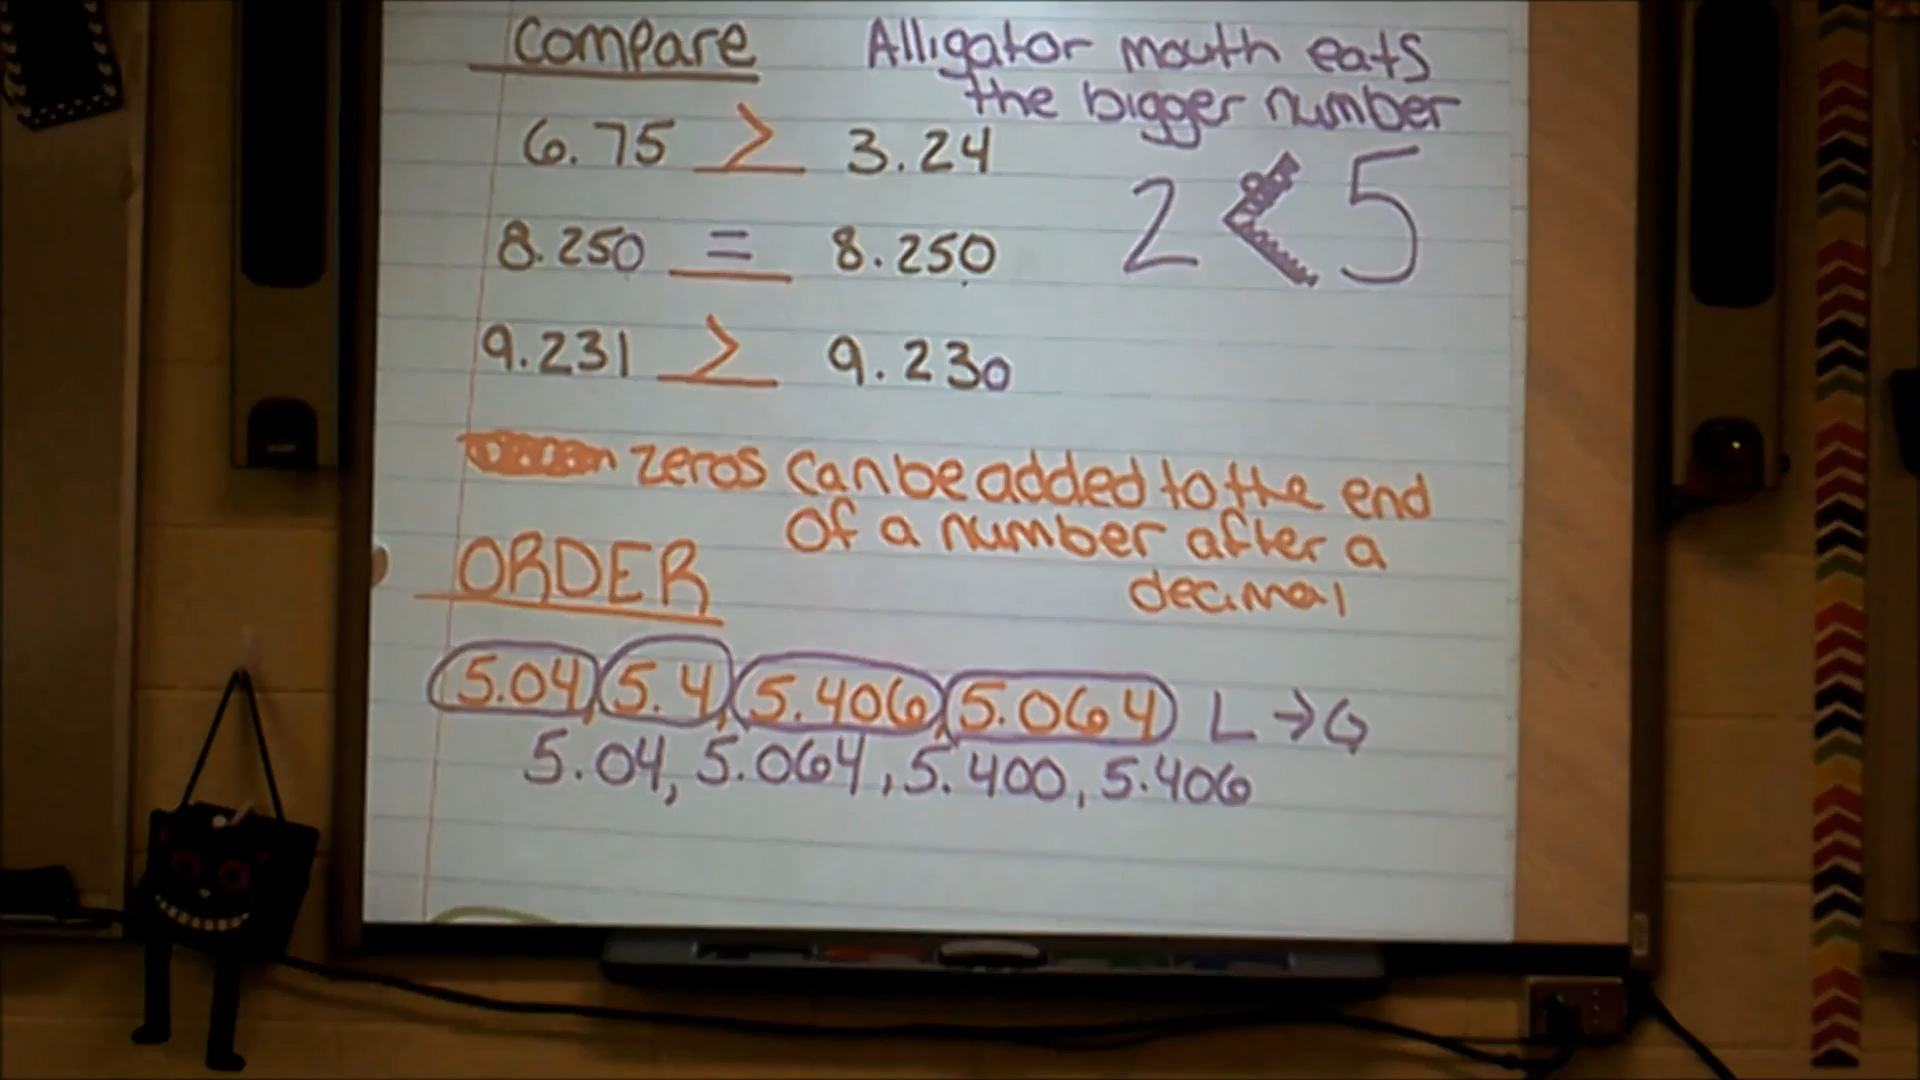 Compare
Alligator mouth eats
the bigger number
6.75 > 3.24
2 < 5
8.250 = 8.250
9.231 > 9.230
zeros can be added to the end
of a number after a
decimal
ORDER
5.04, 5.4, 5.406, 5.064 L → G
5.04, 5.064, 5.400, 5.406